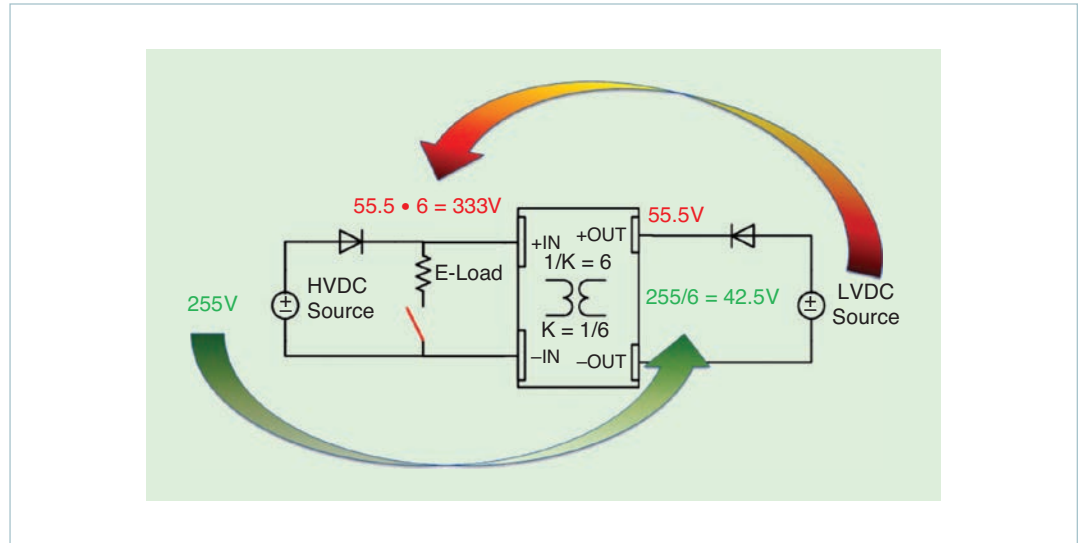 55.5 • 6 = 333V
55.5V
+IN
+OUT
1/K = 6
E-Load
255V
HVDC
Source
255/6 = 42.5V
LVDC
Source
K = 1/6
–IN
–OUT